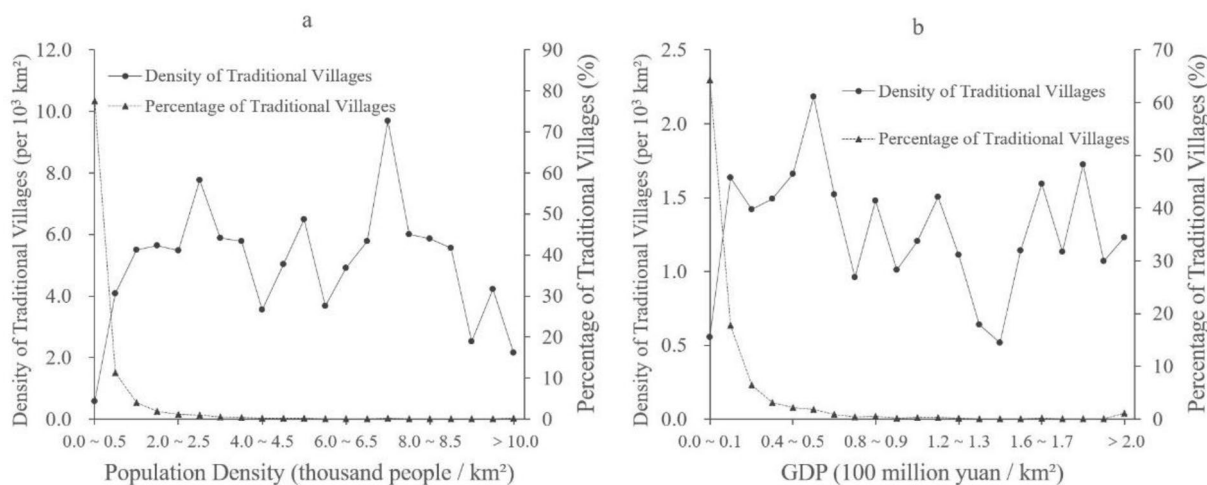 a
Density of Traditional Villages (per 10³ km²)
12.0
10.0
8.0
6.0
4.0
2.0
0.0
Density of Traditional Villages
Percentage of Traditional Villages
90
80
70
60
50
40
30
20
10
0
Percentage of Traditional Villages (%)
0.0 ~ 0.5 2.0 ~ 2.5 4.0 ~ 4.5 6.0 ~ 6.5 8.0 ~ 8.5 > 10.0
Population Density (thousand people / km²)
b
Density of Traditional Villages (per 10³ km²)
2.5
2.0
1.5
1.0
0.5
0.0
Density of Traditional Villages
Percentage of Traditional Villages
70
60
50
40
30
20
10
0
Percentage of Traditional Villages (%)
0.0 ~ 0.1 0.4 ~ 0.5 0.8 ~ 0.9 1.2 ~ 1.3 1.6 ~ 1.7 > 2.0
GDP (100 million yuan / km²)